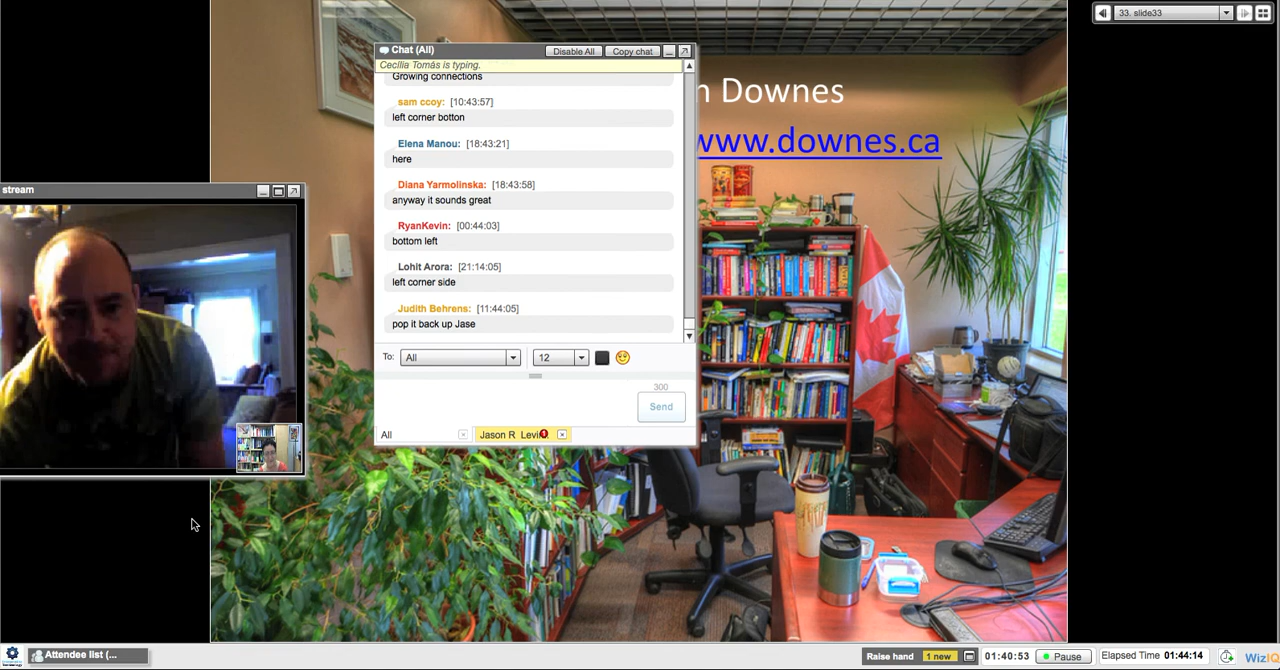 33. slide33
Chat (All)
Disable All
Copy chat
Cecília Tomás is typing.
Growing connections
sam ccoy: [10:43:57]
left corner botton
Elena Manou: [18:43:21]
here
Diana Yarmolinska: [18:43:58]
anyway it sounds great
RyanKevin: [00:44:03]
bottom left
Lohit Arora: [21:14:05]
left corner side
Judith Behrens: [11:44:05]
pop it back up Jase
To: All 12
300
Send
All
Jason R Levi
n Downes
www.downes.ca
stream
Attendee list (...
Raise hand 1 new 01:40:53 Pause Elapsed Time 01:44:14 WizIQ